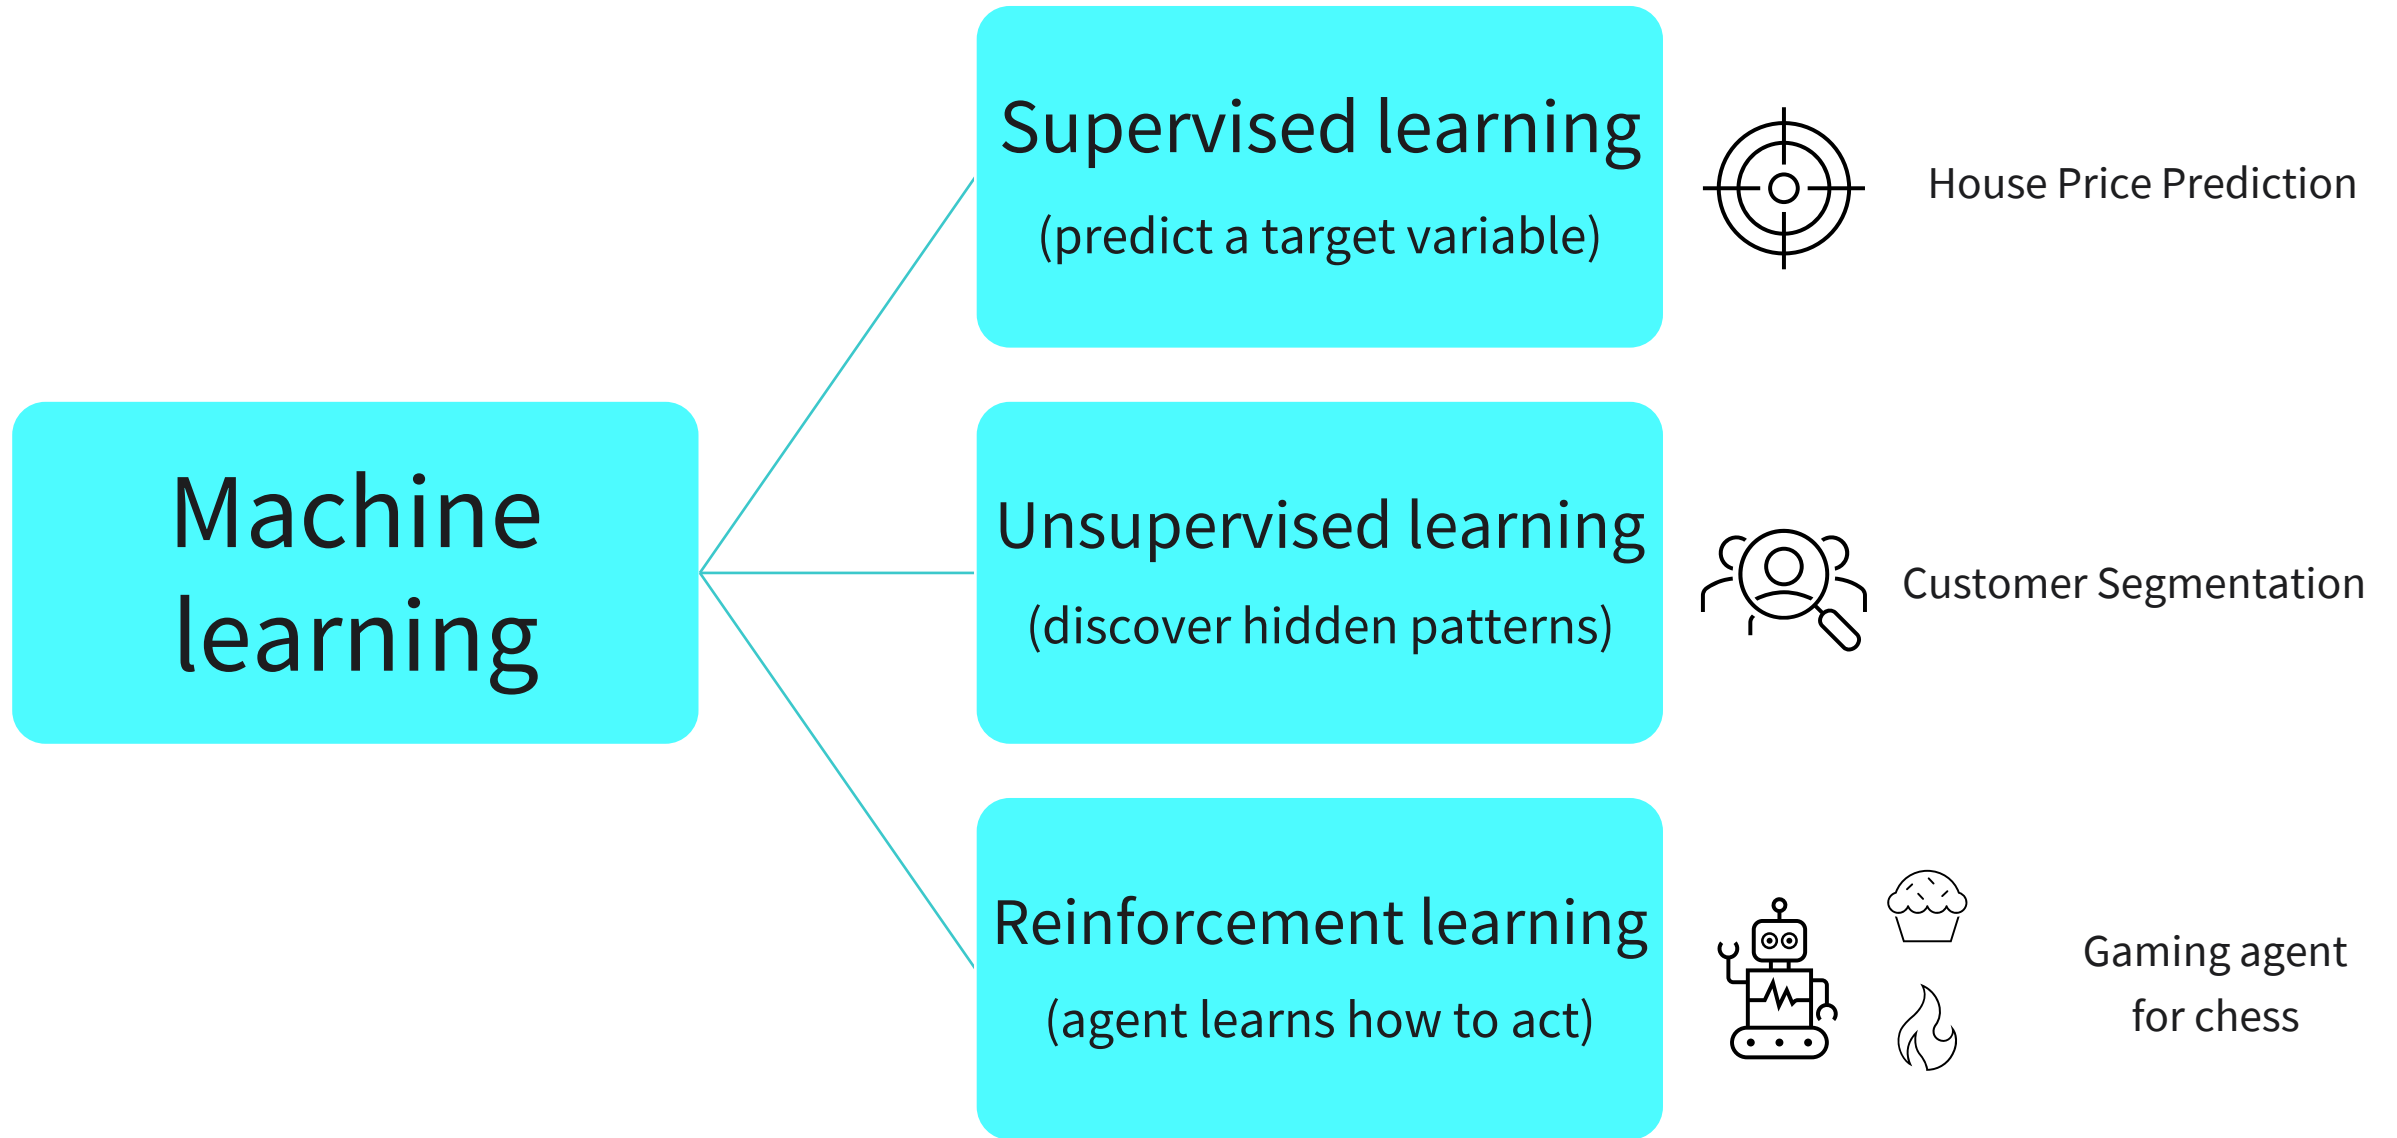 Machine
learning
Supervised learning
(predict a target variable)
House Price Prediction
Unsupervised learning
(discover hidden patterns)
Customer Segmentation
Reinforcement learning
(agent learns how to act)
Gaming agent
for chess